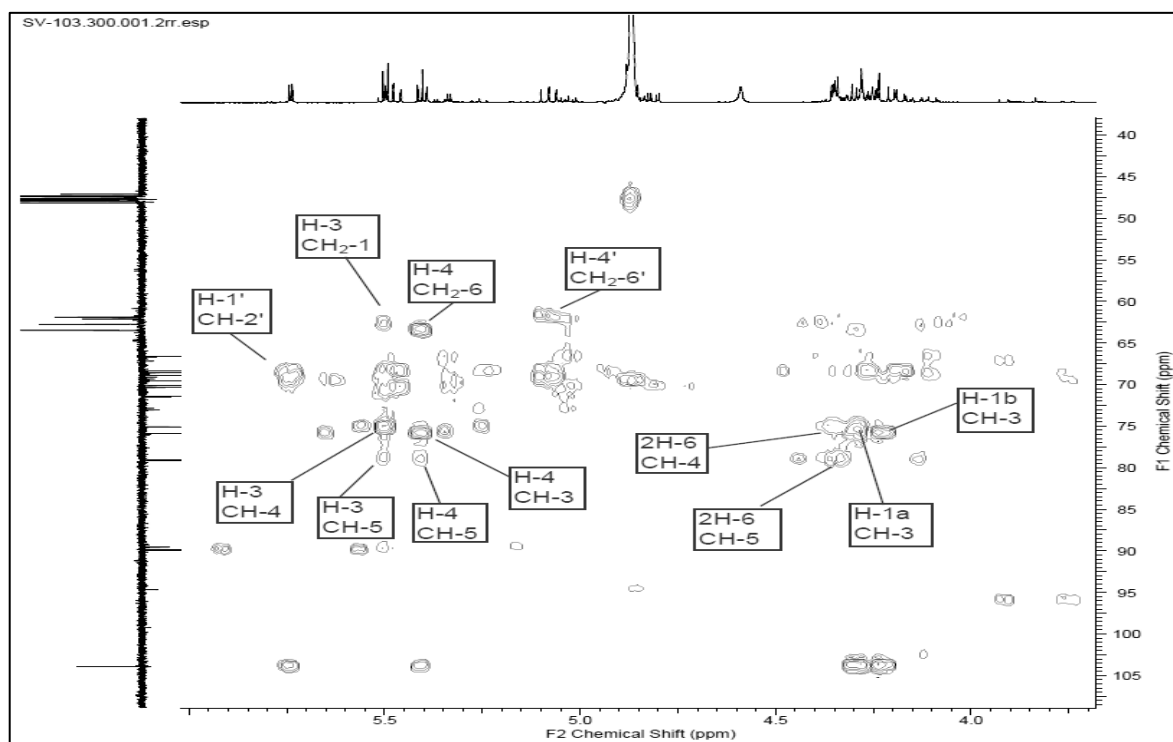 SV-103.300.001.2rr.esp
H-3
CH₂-1
H-4
CH₂-6
H-4'
CH₂-6'
H-1'
CH-2'
H-1b
CH-3
2H-6
CH-4
H-3
CH-4
H-3
CH-5
H-4
CH-5
H-4
CH-3
2H-6
CH-5
H-1a
CH-3
40
45
50
55
60
65
70
75
80
85
90
95
100
105
F1 Chemical Shift (ppm)
5.5 5.0 4.5 4.0
F2 Chemical Shift (ppm)